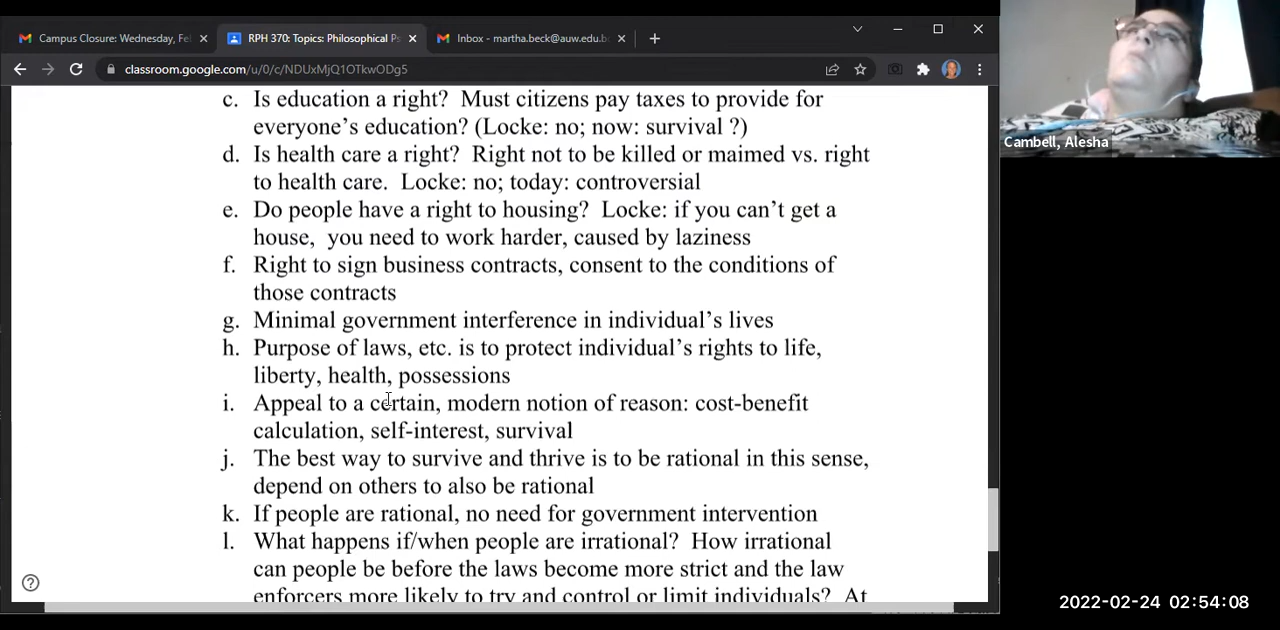 Campus Closure: Wednesday, Fe
RPH 370: Topics: Philosophical Ps
Inbox - martha.beck@auw.edu.b
classroom.google.com/u/0/c/NDUxMjQ1OTkwODg5
c. Is education a right? Must citizens pay taxes to provide for
everyone's education? (Locke: no; now: survival ?)
d. Is health care a right? Right not to be killed or maimed vs. right
to health care. Locke: no; today: controversial
e. Do people have a right to housing? Locke: if you can't get a
house, you need to work harder, caused by laziness
f. Right to sign business contracts, consent to the conditions of
those contracts
g. Minimal government interference in individual's lives
h. Purpose of laws, etc. is to protect individual's rights to life,
liberty, health, possessions
i. Appeal to a certain, modern notion of reason: cost-benefit
calculation, self-interest, survival
j. The best way to survive and thrive is to be rational in this sense,
depend on others to also be rational
k. If people are rational, no need for government intervention
l. What happens if/when people are irrational? How irrational
can people be before the laws become more strict and the law
enforcers more likely to try and control or limit individuals? At
Cambell, Alesha
2022-02-24 02:54:08